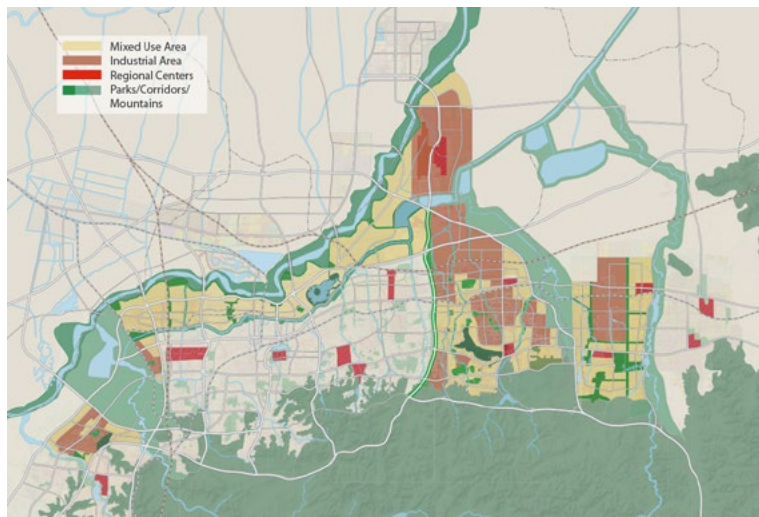 Mixed Use Area
Industrial Area
Regional Centers
Parks/Corridors/
Mountains